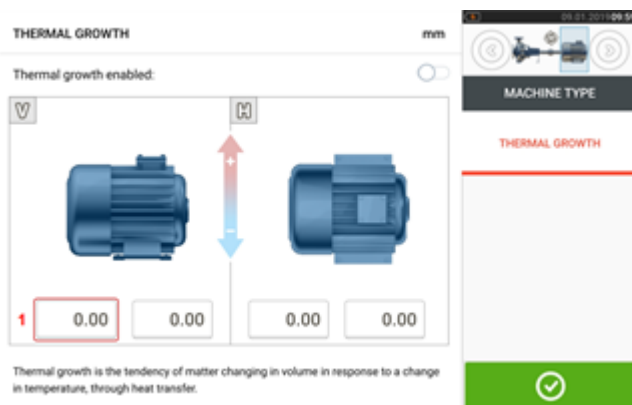 THERMAL GROWTH mm
Thermal growth enabled:
V H
+
-
1 0.00 0.00 0.00 0.00
Thermal growth is the tendency of matter changing in volume in response to a change
in temperature, through heat transfer.
09.01.2019 09:50
MACHINE TYPE
THERMAL GROWTH